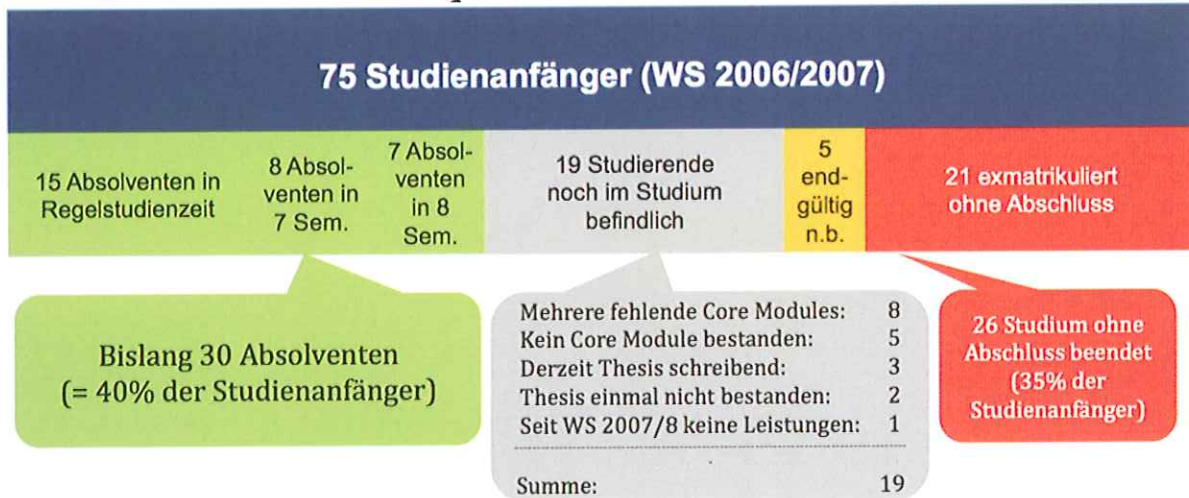 75 Studienanfänger (WS 2006/2007)
15 Absolventen in
Regelstudienzeit
8 Absol-
venten in
7 Sem.
7 Absol-
venten
in 8
Sem.
19 Studierende
noch im Studium
befindlich
5
end-
gültig
n.b.
21 exmatrikuliert
ohne Abschluss
Bislang 30 Absolventen
(= 40% der Studienanfänger)
Mehrere fehlende Core Modules: 8
Kein Core Module bestanden: 5
Derzeit Thesis schreibend: 3
Thesis einmal nicht bestanden: 2
Seit WS 2007/8 keine Leistungen: 1
Summe: 19
26 Studium ohne
Abschluss beendet
(35% der
Studienanfänger)